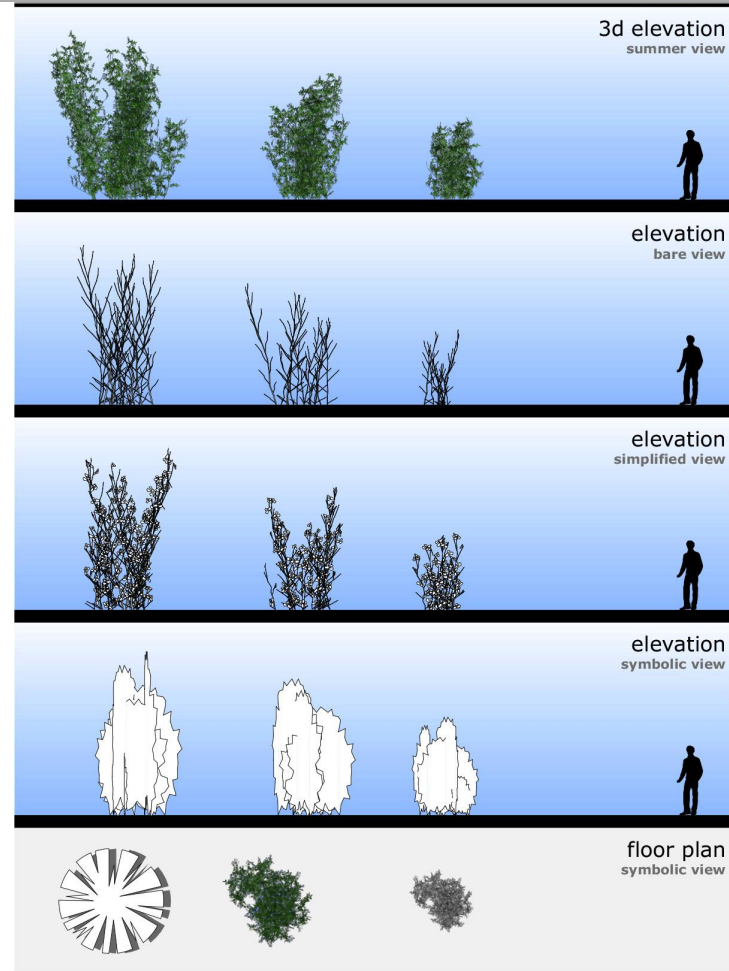 3d elevation
summer view
elevation
bare view
elevation
simplified view
elevation
symbolic view
floor plan
symbolic view